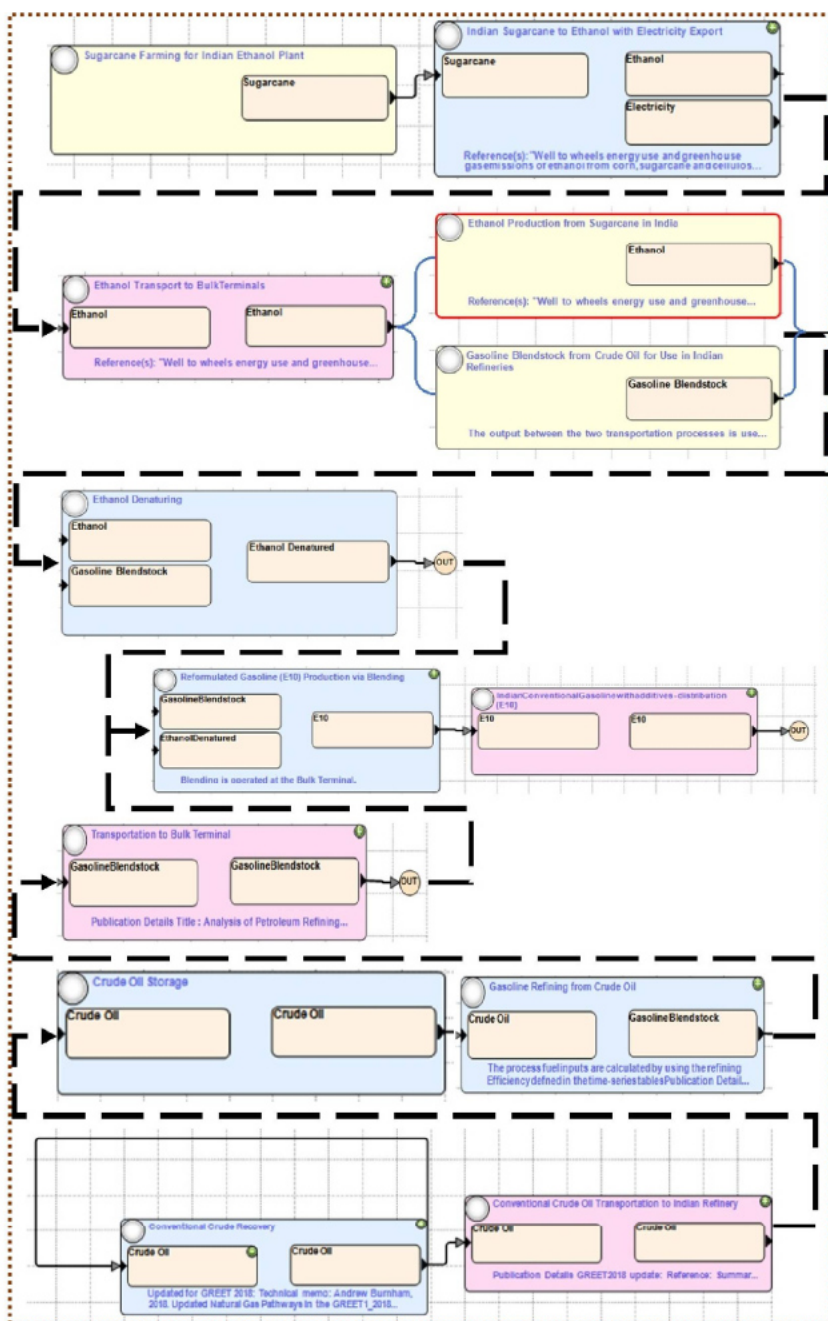 Sugarcane Farming for Indian Ethanol Plant
Sugarcane
Indian Sugarcane to Ethanol with Electricity Export
Sugarcane
Ethanol
Electricity
Reference(s): "Well to wheels energy use and greenhouse
gas emissions of ethanol from corn, sugarcane and cellulos...
Ethanol Transport to Bulk Terminals
Ethanol
Ethanol
Reference(s): "Well to wheels energy use and greenhouse...
Ethanol Production from Sugarcane in India
Ethanol
Reference(s): "Well to wheels energy use and greenhouse...
Gasoline Blendstock from Crude Oil for Use in Indian
Refineries
Gasoline Blendstock
The output between the two transportation processes is use...
Ethanol Denaturing
Ethanol
Gasoline Blendstock
Ethanol Denatured
OUT
Reformulated Gasoline (E10) Production via Blending
GasolineBlendstock
EthanolDenatured
E10
Blending is operated at the Bulk Terminal.
IndianConventionalGasolinewithadditives-distribution
(E10)
E10
E10
OUT
Transportation to Bulk Terminal
GasolineBlendstock
GasolineBlendstock
OUT
Publication Details Title : Analysis of Petroleum Refining...
Crude Oil Storage
Crude Oil
Crude Oil
Gasoline Refining from Crude Oil
Crude Oil
GasolineBlendstock
The process fuel inputs are calculated by using the refining
Efficiency defned in the time-series tables Publication Detail...
Conventional Crude Recovery
Crude Oil
Crude Oil
Updated for GREET 2018: Technical memo: Andrew Burnham,
2018. Updated Natural Gas Pathways in the GREET1_2018...
Conventional Crude Oil Transportation to Indian Refinery
Crude Oil
Crude Oil
Publication Details GREET2018 update: Reference: Summar...